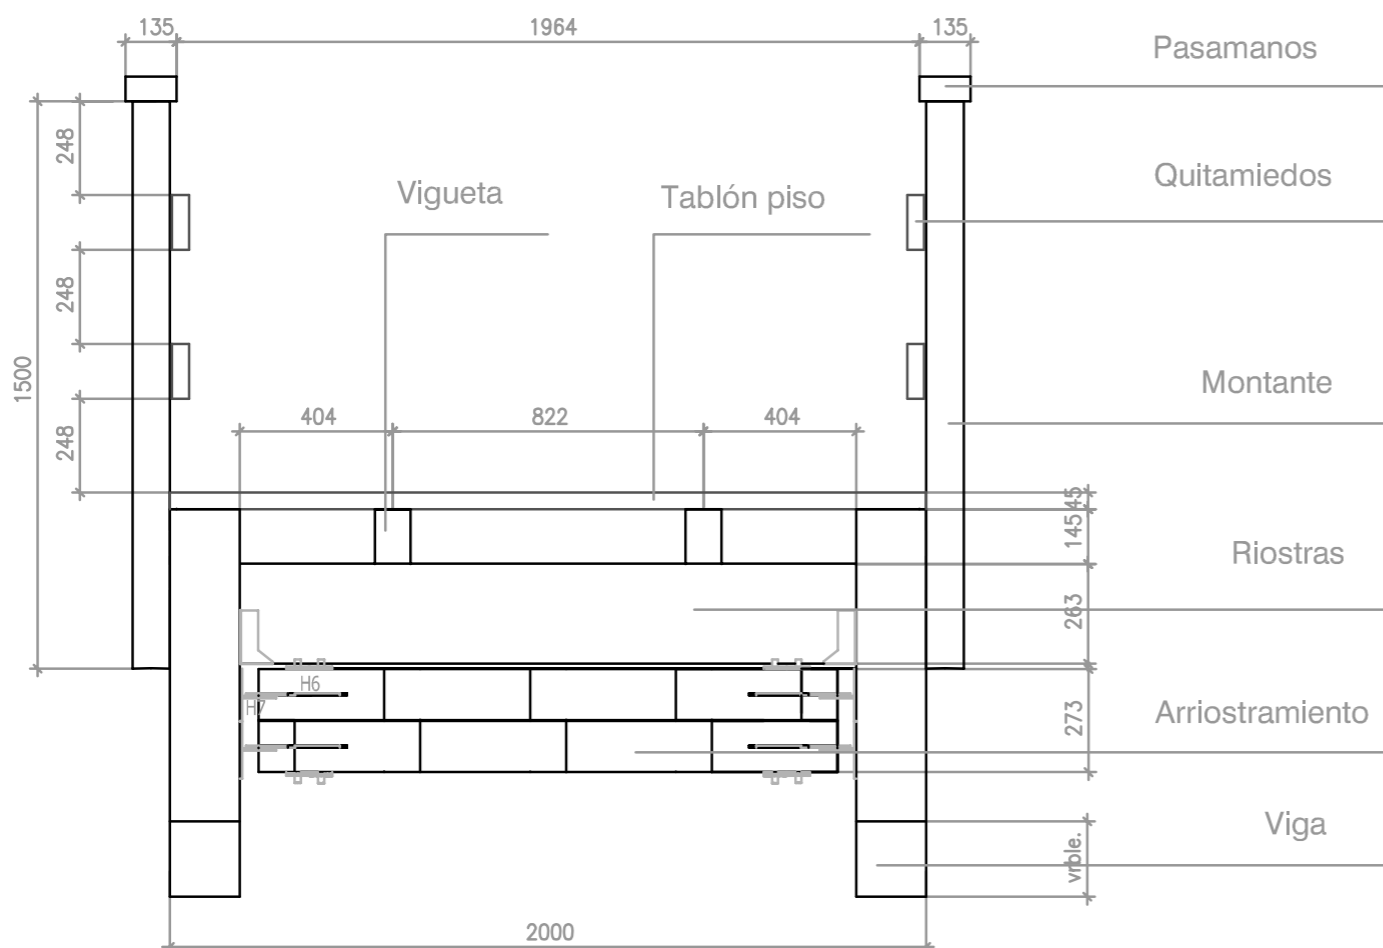 135
1964
135
Pasamanos
248
Quitamiedos
Vigueta
Tablón piso
248
1500
Montante
404
822
404
248
45
145
Riostras
263
H6
H7
273
Arriostramiento
Viga
vrble.
2000